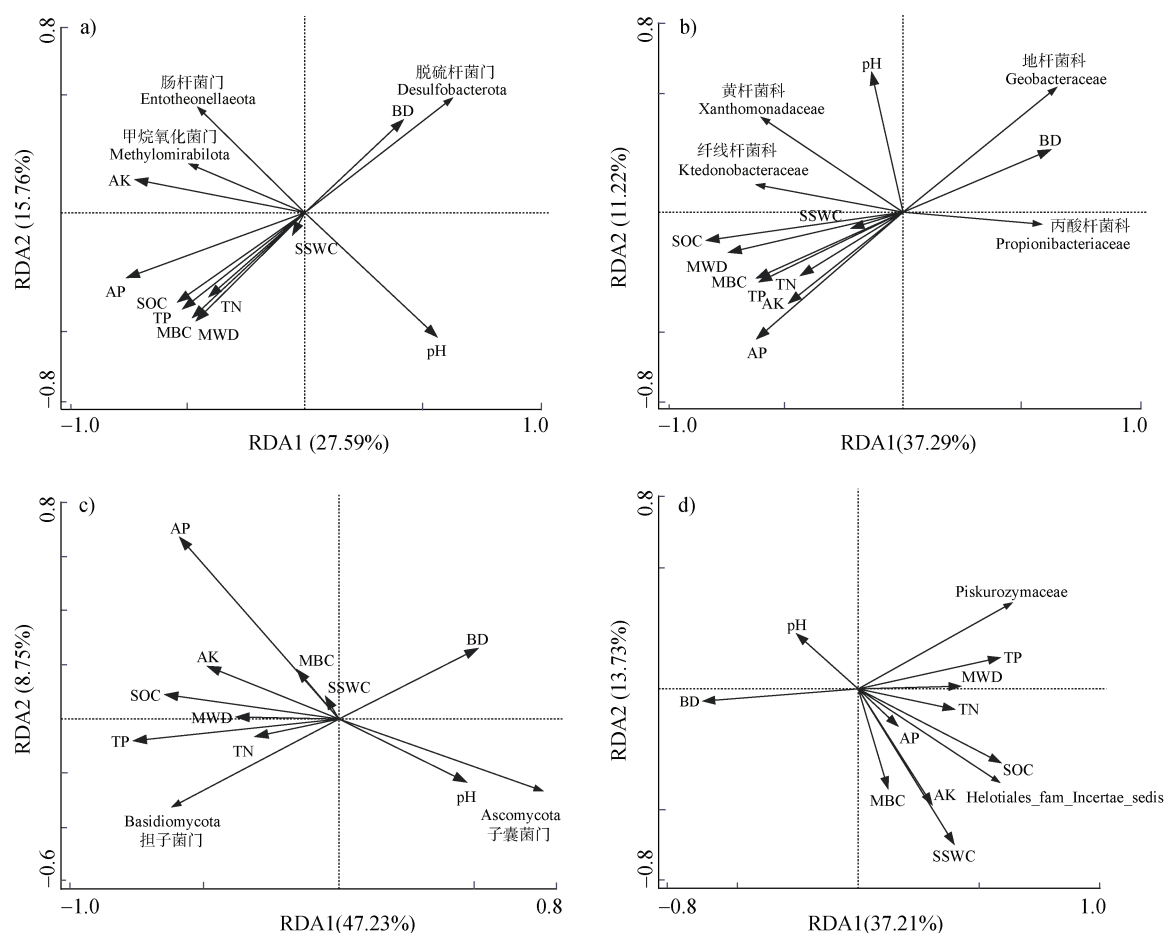 a)
0.8
肠杆菌门
Entotheonellaeota
脱硫杆菌门
Desulfobacterota
BD
甲烷氧化菌门
Methylomirabilota
AK
SSWC
AP
SOC
TN
TP
MBC
MWD
pH
RDA2 (15.76%)
−0.8
−1.0
1.0
RDA1 (27.59%)
b)
0.8
pH
地杆菌科
Geobacteraceae
黄杆菌科
Xanthomonadaceae
BD
纤线杆菌科
Ktedonobacteraceae
SSWC
丙酸杆菌科
Propionibacteriaceae
SOC
MWD
MBC
TN
TP
AK
AP
RDA2 (11.22%)
−0.8
−1.0
1.0
RDA1(37.29%)
c)
0.8
AP
BD
AK
MBC
SSWC
SOC
MWD
TP
TN
pH
Basidiomycota
担子菌门
Ascomycota
子囊菌门
RDA2 (8.75%)
−0.6
−1.0
0.8
RDA1(47.23%)
d)
0.8
Piskurozymaceae
pH
TP
MWD
BD
TN
AP
SOC
MBC
AK
Helotiales_fam_Incertae_sedis
SSWC
RDA2 (13.73%)
−0.8
−0.8
1.0
RDA1(37.21%)